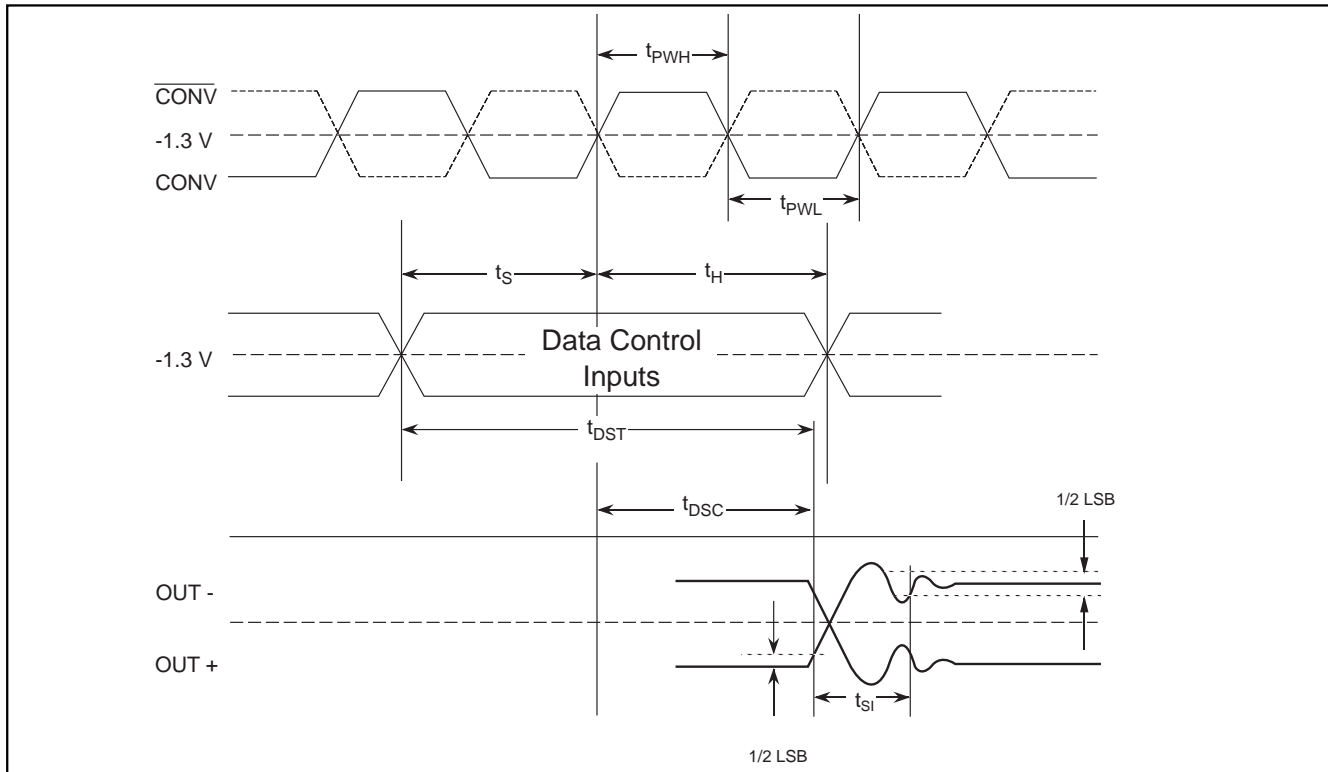 tPWH
CONV
-1.3 V
CONV
tPWL
tS
tH
-1.3 V
Data Control
Inputs
tDST
tDSC
1/2 LSB
OUT -
OUT +
tSI
1/2 LSB